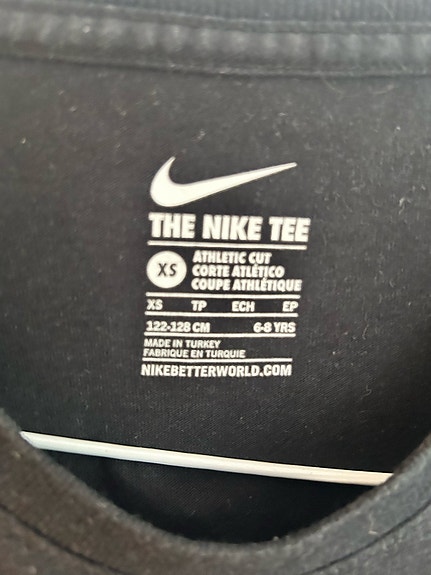 THE NIKE TEE
XS
ATHLETIC CUT
CORTE ATLÉTICO
COUPE ATHLÉTIQUE
XS TP ECH EP
122-128 CM 6-8 YRS
MADE IN TURKEY
FABRIQUE EN TURQUIE
NIKEBETTERWORLD.COM